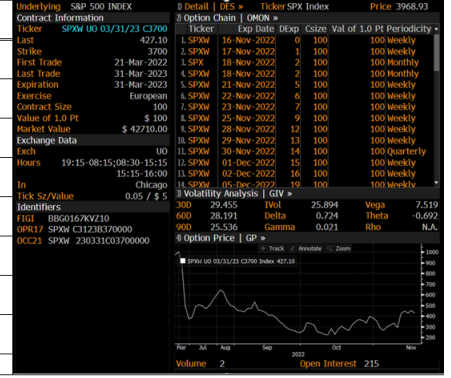 Underlying S&P 500 INDEX
Contract Information
Ticker SPXW UO 03/31/23 C3700
Last 427.10
Strike 3700
First Trade 21-Mar-2022
Last Trade 31-Mar-2023
Expiration 31-Mar-2023
Exercise European
Contract Size 100
Value of 1.0 Pt $ 100
Market Value $ 42710.00
Exchange Data
Exch UO
Hours 19:15-08:15;08:30-15:15
15:15-16:00
In Chicago
Tick Sz/Value 0.05 / $ 5
Identifiers
FIGI BBG0167KVZ10
OPR17 SPXW C3123B370000
OCC21 SPXW 230331C03700000
1) Detail | DES » Ticker SPX Index Price 3968.93
2) Option Chain | OMON »
Ticker Exp Date DExp Csize Val of 1.0 Pt Periodicity
1. SPXW 16-Nov-2022 0 100 100 Weekly
2. SPXW 17-Nov-2022 1 100 100 Weekly
3. SPX 18-Nov-2022 2 100 100 Monthly
4. SPXW 18-Nov-2022 2 100 100 Monthly
5. SPXW 21-Nov-2022 5 100 100 Weekly
6. SPXW 22-Nov-2022 6 100 100 Weekly
7. SPXW 23-Nov-2022 7 100 100 Weekly
8. SPXW 25-Nov-2022 9 100 100 Weekly
9. SPXW 28-Nov-2022 12 100 100 Weekly
10. SPXW 29-Nov-2022 13 100 100 Weekly
11. SPXW 30-Nov-2022 14 100 100 Quarterly
12. SPXW 01-Dec-2022 15 100 100 Weekly
13. SPXW 02-Dec-2022 16 100 100 Weekly
14. SPXW 05-Dec-2022 19 100 100 Weekly
3) Volatility Analysis | GIV »
30D 29.455 IVol 25.894 Vega 7.519
60D 28.191 Delta 0.724 Theta -0.692
90D 25.536 Gamma 0.021 Rho N.A.
4) Option Price | GP »
Track Annotate Zoom
SPXW UO 03/31/23 C3700 Index 427.10
1000
900
800
700
600
500
400
300
200
Mar Jul Aug Sep Oct Nov
2022
Volume 2 Open Interest 215